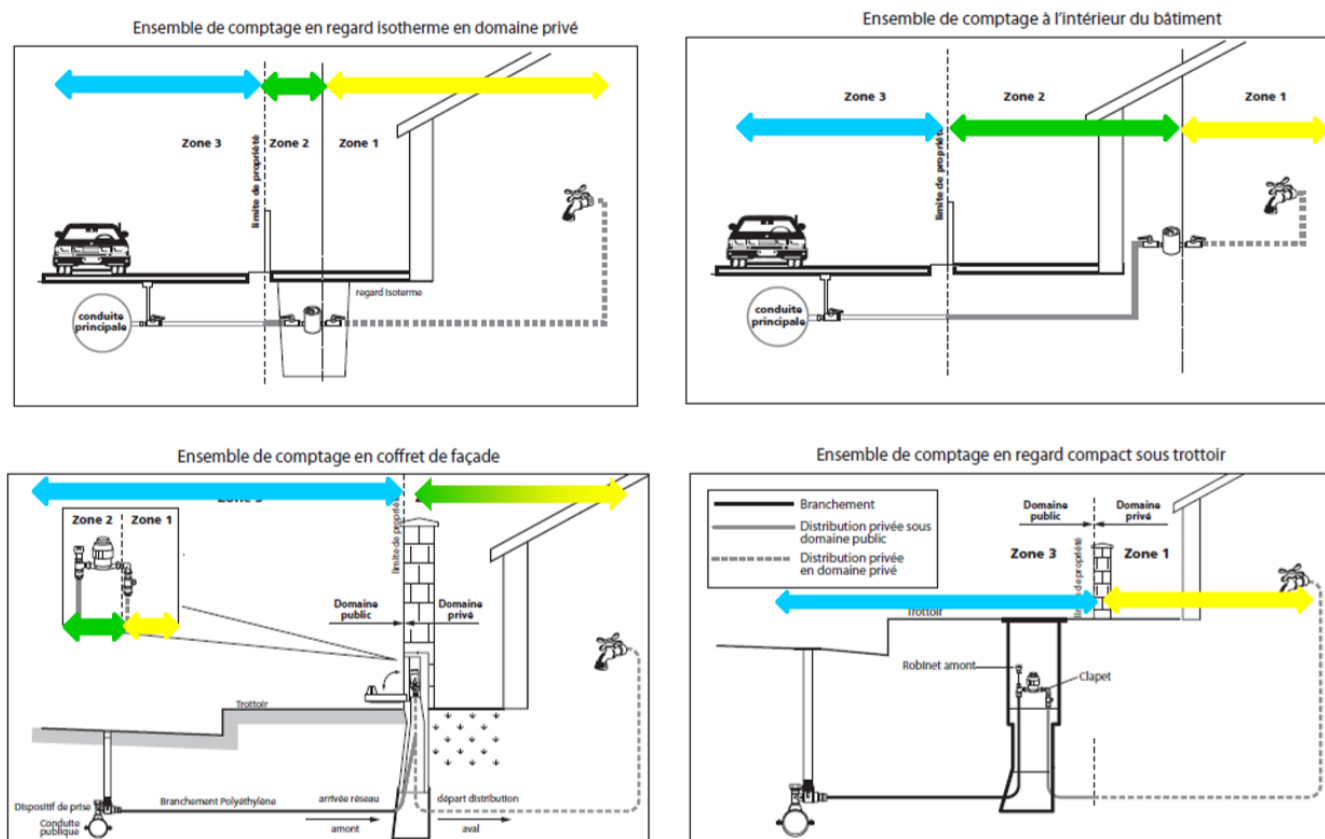 Ensemble de comptage en regard isotherme en domaine privé
Zone 3
Zone 2
Zone 1
limite de propriété
regard Isoterme
conduite
principale
Ensemble de comptage à l'intérieur du bâtiment
Zone 3
Zone 2
Zone 1
limite de propriété
conduite
principale
Ensemble de comptage en coffret de façade
Zone 2
Zone 1
limite de propriété
Domaine
public
Domaine
privé
Trottoir
Dispositif de prise
Conduite
publique
Branchement Polyéthylène
arrivée réseau
départ distribution
amont
aval
Ensemble de comptage en regard compact sous trottoir
Branchement
Distribution privée sous
domaine public
Distribution privée
en domaine privé
Domaine
public
Domaine
privé
Zone 3
Zone 1
limite de propriété
Trottoir
Robinet amont
Clapet